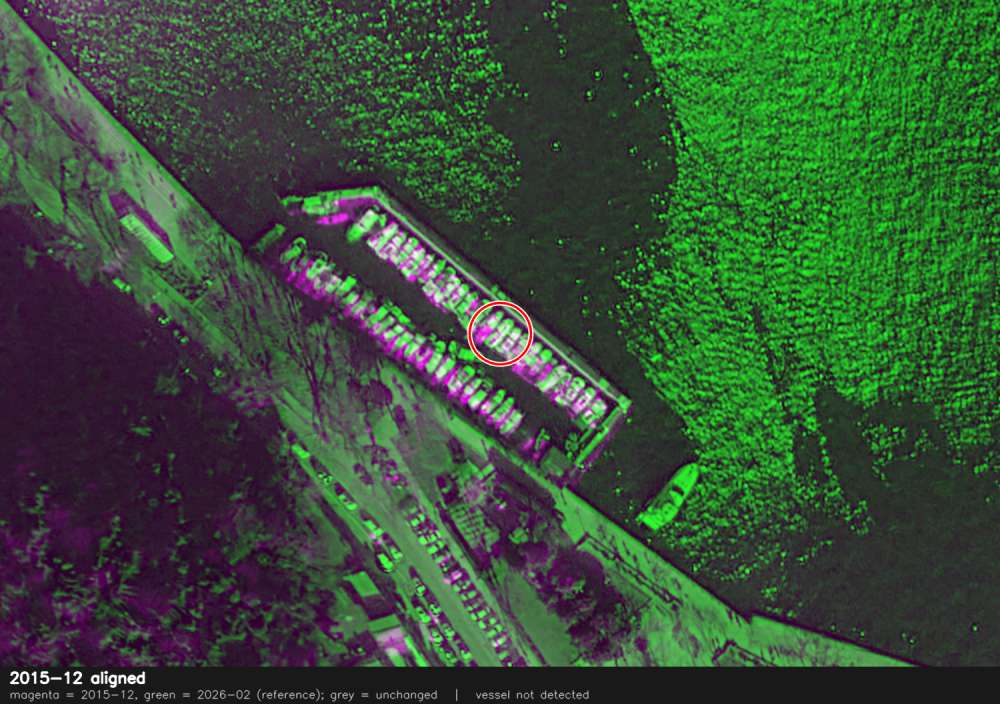 2015-12 aligned
magenta = 2015-12, green = 2026-02 (reference); grey = unchanged | vessel not detected